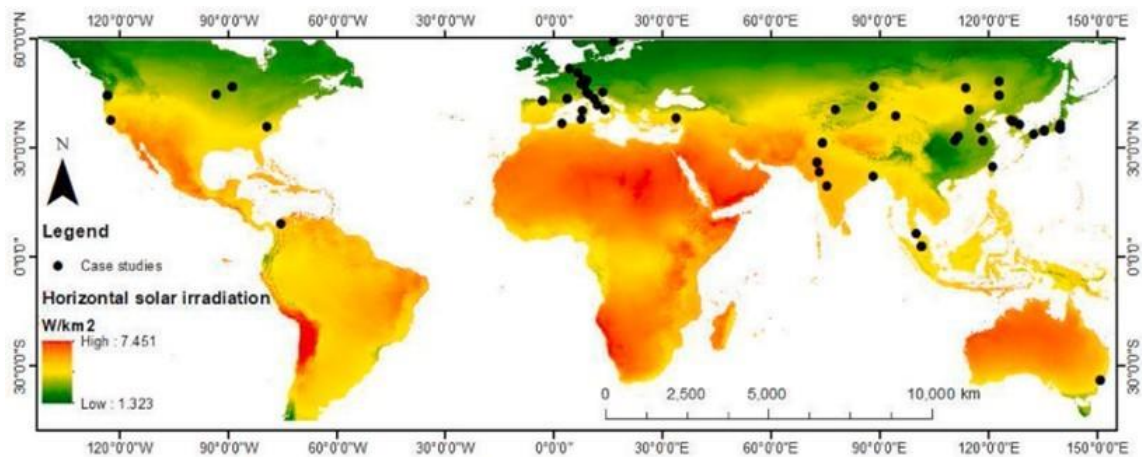 120°0'0"W 90°0'0"W 60°0'0"W 30°0'0"W 0°0'0" 30°0'0"E 60°0'0"E 90°0'0"E 120°0'0"E 150°0'0"E
60°0'0"N 60°0'0"N
30°0'0"N 30°0'0"N
N
Legend
Case studies
0°0'0" 0°0'0"
Horizontal solar irradiation
W/km2
High : 7.451
Low : 1.323
30°0'0"S 30°0'0"S
0 2,500 5,000 10,000 km
120°0'0"W 90°0'0"W 60°0'0"W 30°0'0"W 0°0'0" 30°0'0"E 60°0'0"E 90°0'0"E 120°0'0"E 150°0'0"E